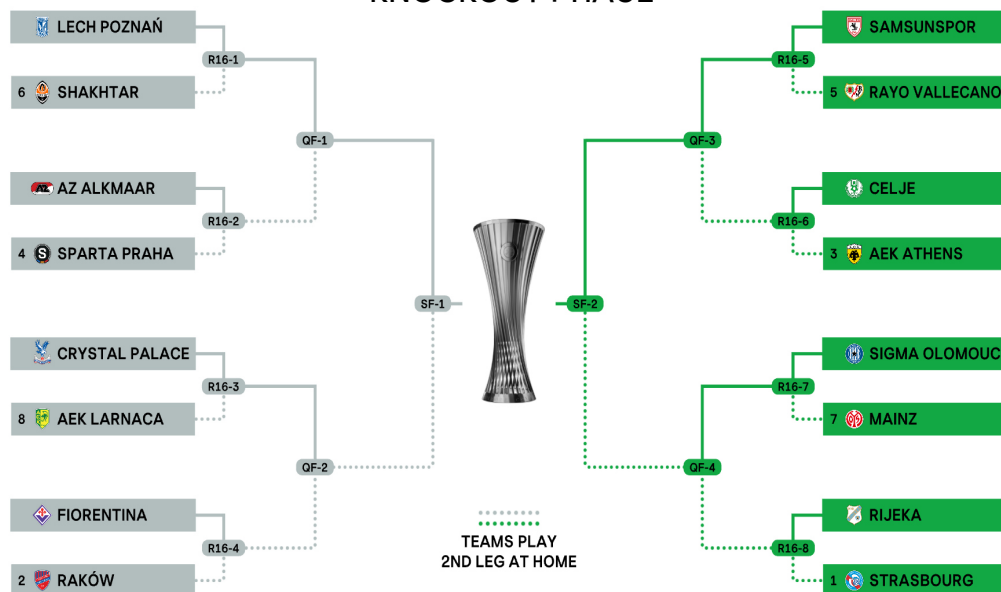 KNOCKOUT PHASE
LECH POZNAŃ
R16-1
6 SHAKHTAR
QF-1
AZ ALKMAAR
R16-2
4 SPARTA PRAHA
SF-1
CRYSTAL PALACE
R16-3
8 AEK LARNACA
QF-2
FIORENTINA
R16-4
2 RAKÓW
SAMSUNSPOR
R16-5
5 RAYO VALLECANO
QF-3
CELJE
R16-6
3 AEK ATHENS
SF-2
SIGMA OLOMOUC
R16-7
7 MAINZ
QF-4
RIJEKA
R16-8
1 STRASBOURG
TEAMS PLAY
2ND LEG AT HOME